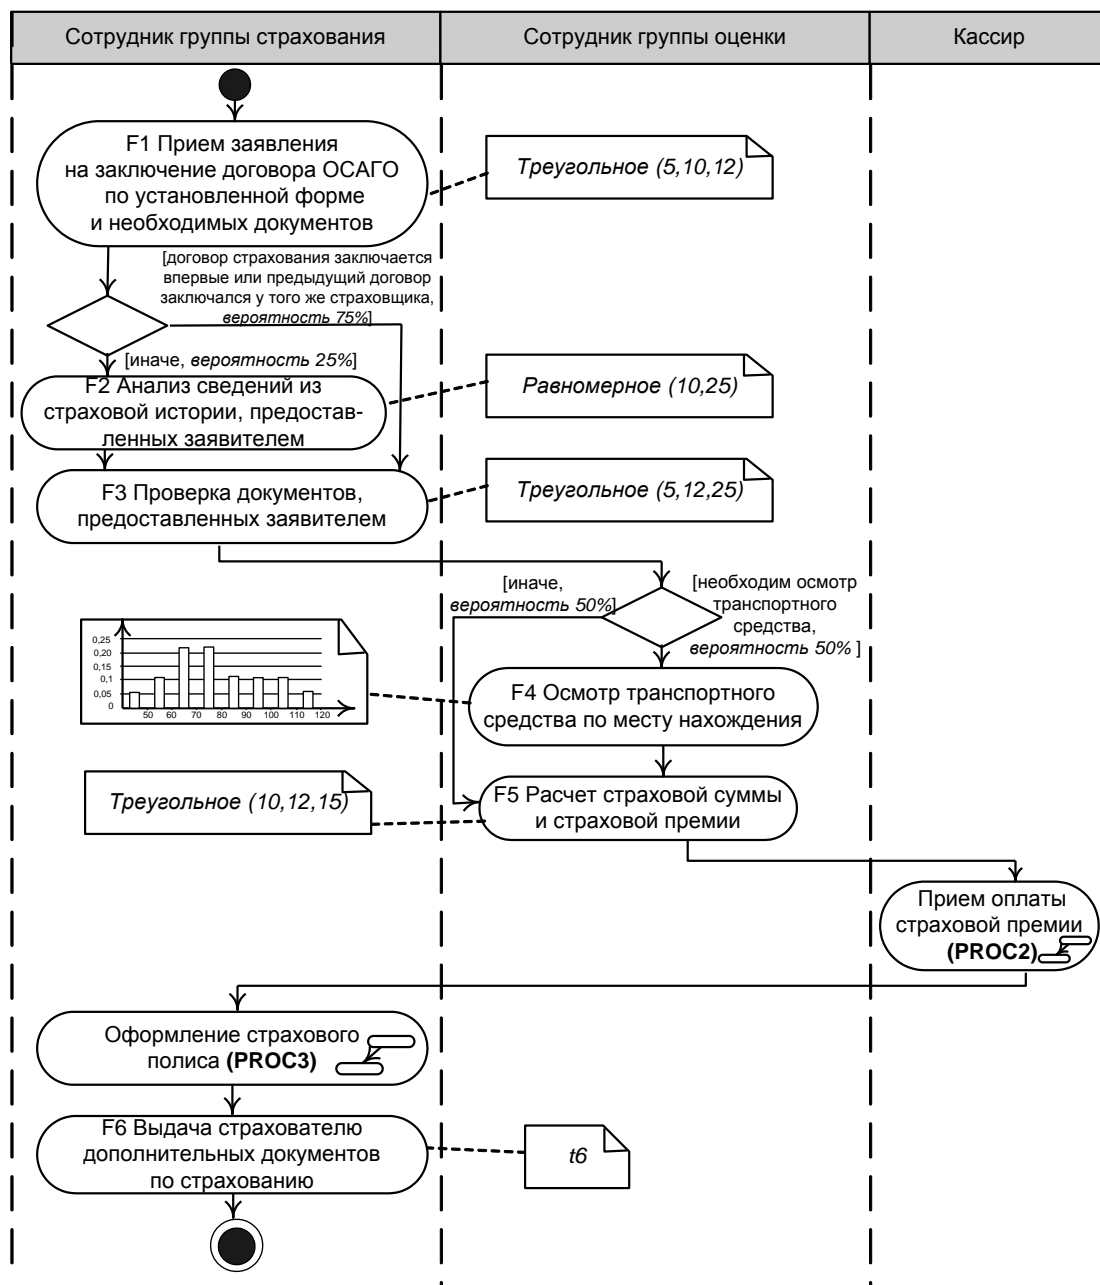 Сотрудник группы страхования
Сотрудник группы оценки
Кассир
F1 Прием заявления
на заключение договора ОСАГО
по установленной форме
и необходимых документов
Треугольное (5,10,12)
[договор страхования заключается
впервые или предыдущий договор
заключался у того же страховщика,
вероятность 75%]
[иначе, вероятность 25%]
F2 Анализ сведений из
страховой истории, предостав-
ленных заявителем
Равномерное (10,25)
F3 Проверка документов,
предоставленных заявителем
Треугольное (5,12,25)
[иначе,
вероятность 50%]
[необходим осмотр
транспортного
средства,
вероятность 50% ]
0,25
0,20
0,15
0,1
0,05
0
50 60 70 80 90 100 110 120
F4 Осмотр транспортного
средства по месту нахождения
Треугольное (10,12,15)
F5 Расчет страховой суммы
и страховой премии
Прием оплаты
страховой премии
(PROC2)
Оформление страхового
полиса (PROC3)
F6 Выдача страхователю
дополнительных документов
по страхованию
t6